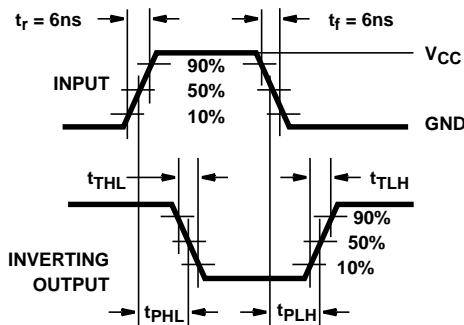 tr = 6ns
tf = 6ns
VCC
90%
INPUT
50%
10%
GND
tTHL
tTLH
90%
50%
INVERTING
OUTPUT
10%
tPHL
tPLH